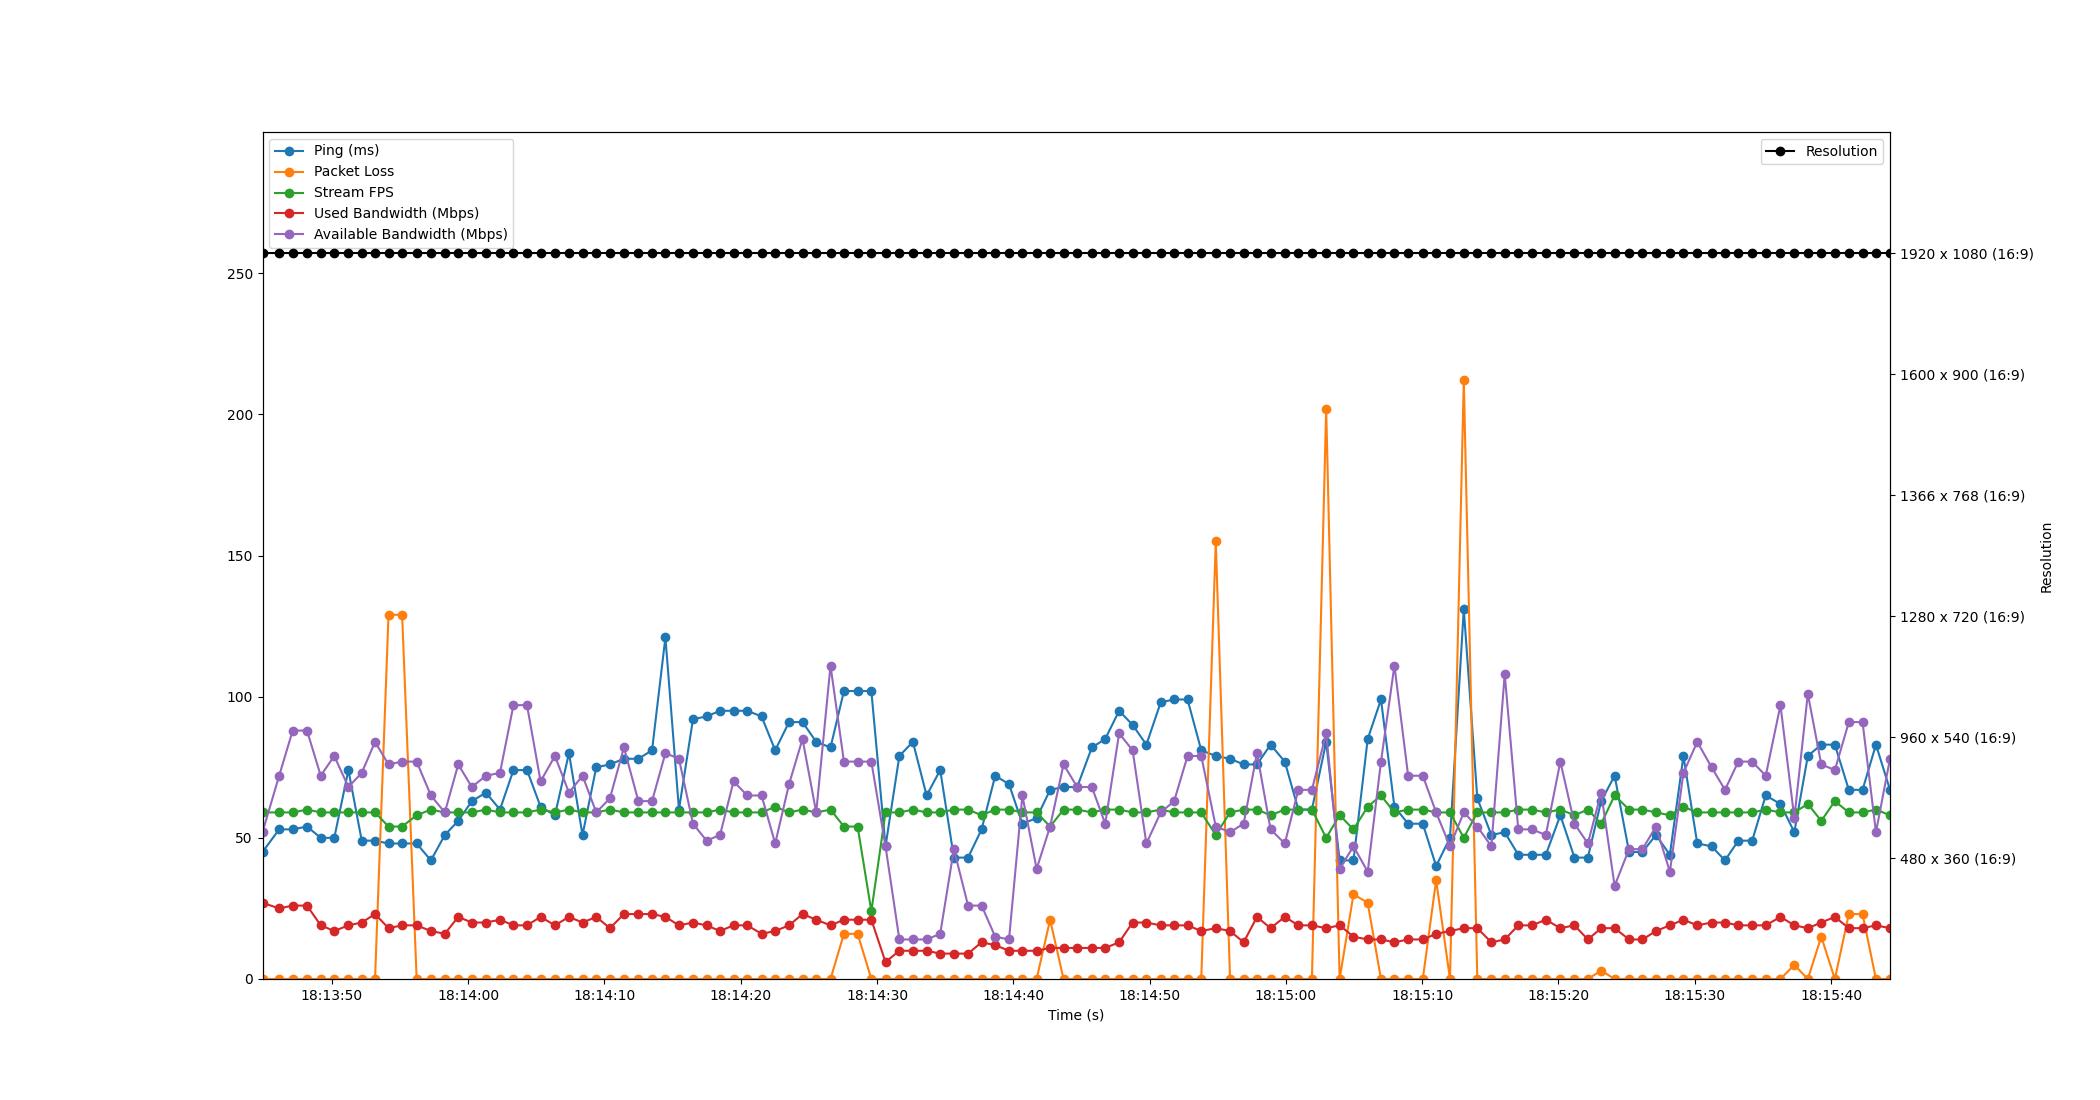 Ping (ms)
Packet Loss
Stream FPS
Used Bandwidth (Mbps)
Available Bandwidth (Mbps)
Resolution
250
200
150
100
50
0
1920 x 1080 (16:9)
1600 x 900 (16:9)
1366 x 768 (16:9)
1280 x 720 (16:9)
960 x 540 (16:9)
480 x 360 (16:9)
Resolution
18:13:50
18:14:00
18:14:10
18:14:20
18:14:30
18:14:40
18:14:50
18:15:00
18:15:10
18:15:20
18:15:30
18:15:40
Time (s)